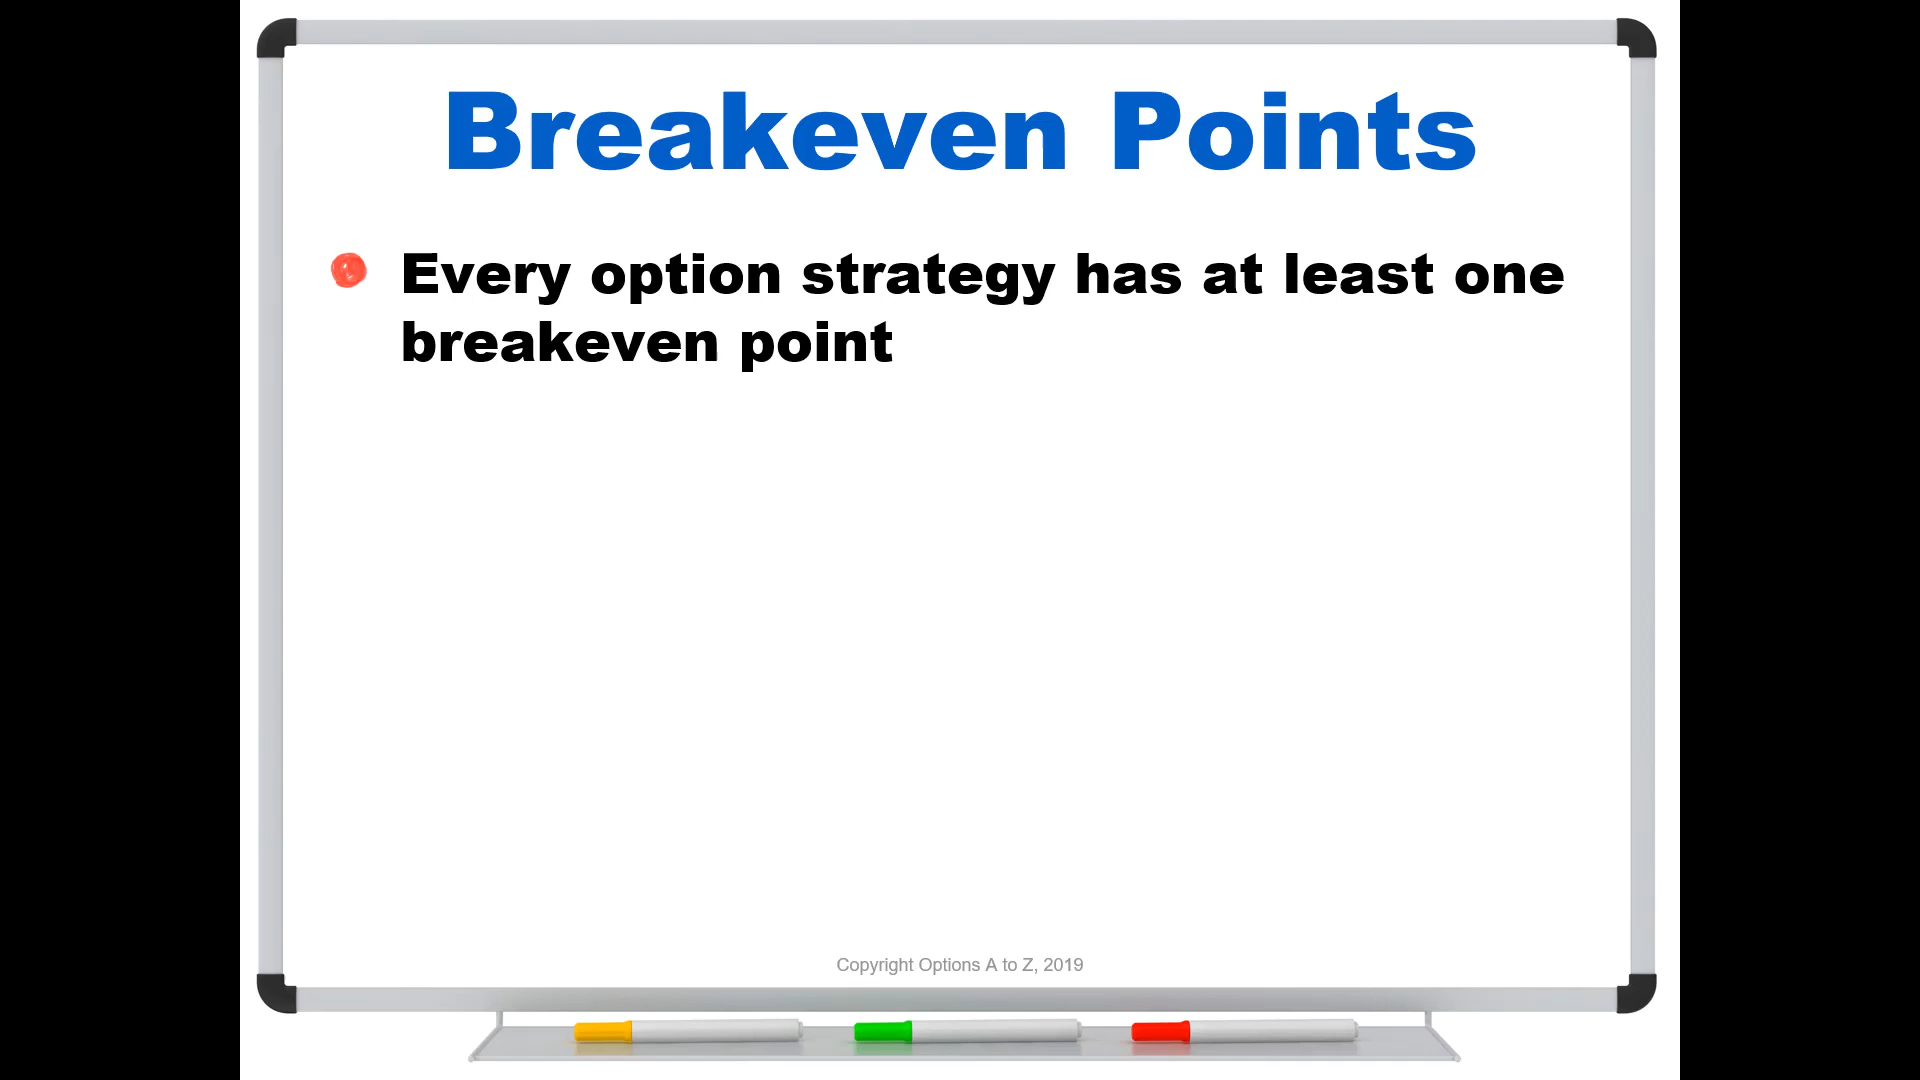 Breakeven Points
Every option strategy has at least one
breakeven point
Copyright Options A to Z, 2019